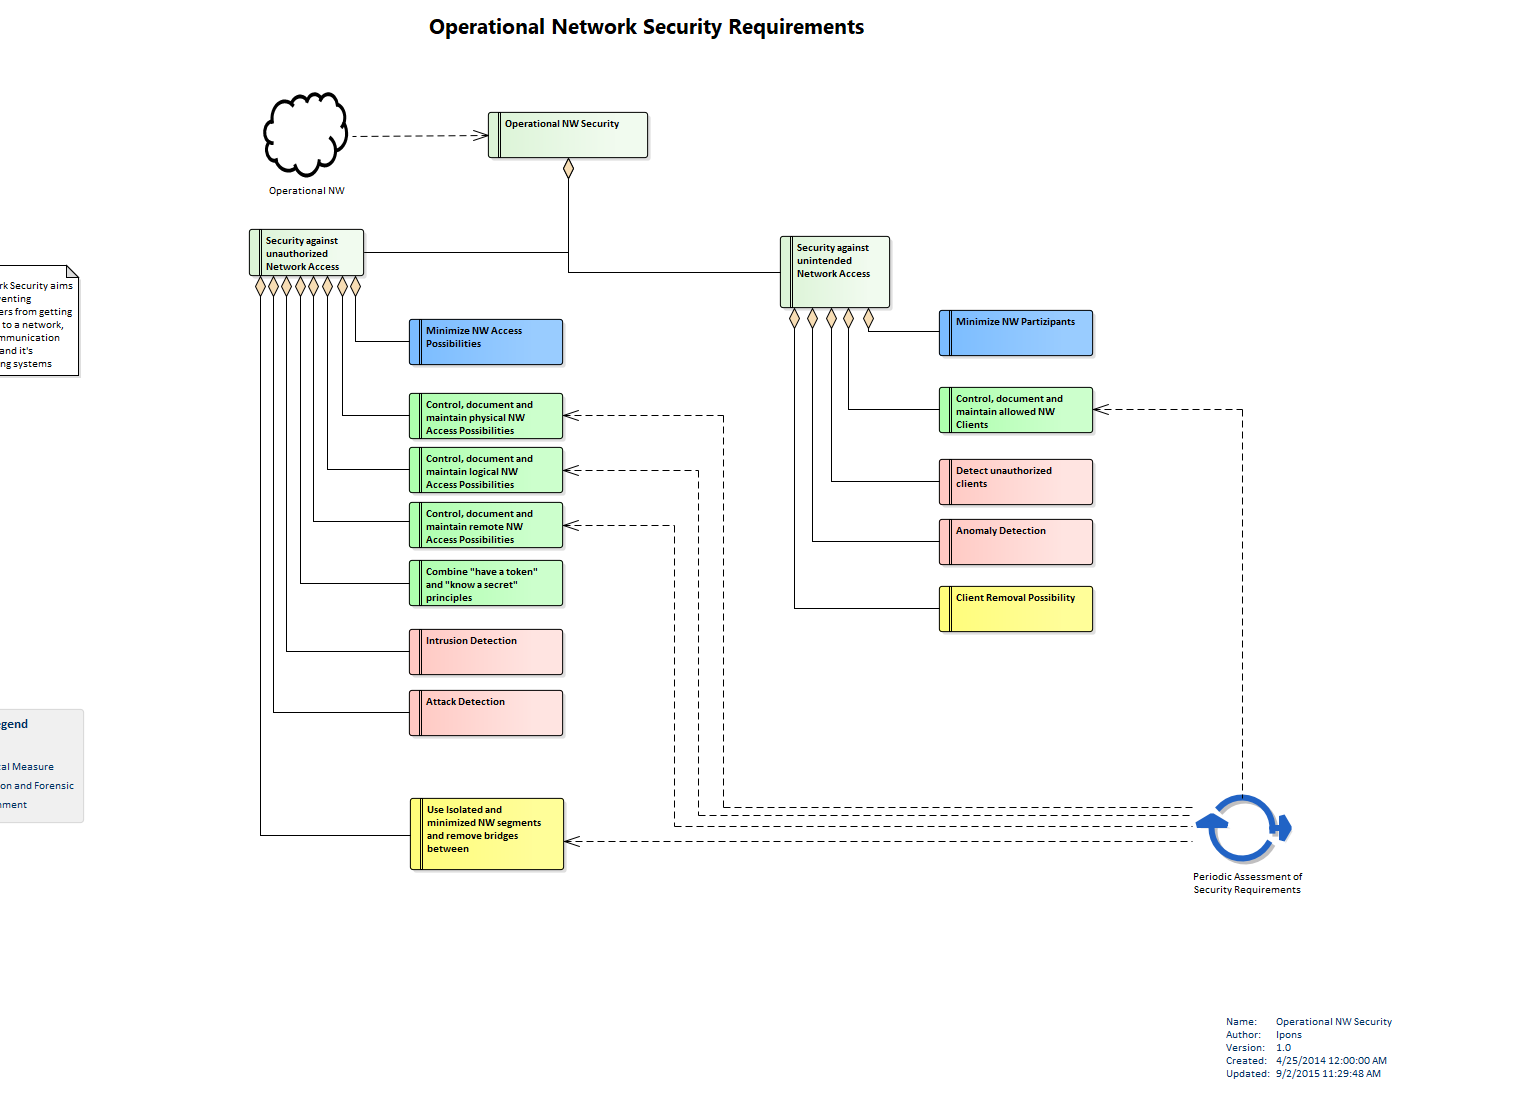 Operational Network Security Requirements
Operational NW Security
Operational NW
Security against
unauthorized
Network Access
Security against
unintended
Network Access
Security aims
ers from getting
to a network,
and it's
ng systems
Minimize NW Access
Possibilities
Control, document and
maintain physical NW
Access Possibilities
Control, document and
maintain logical NW
Access Possibilities
Control, document and
maintain remote NW
Access Possibilities
Combine "have a token"
and "know a secret"
principles
Intrusion Detection
Attack Detection
Use Isolated and
minimized NW segments
and remove bridges
between
Minimize NW Partizipants
Control, document and
maintain allowed NW
Clients
Detect unauthorized
clients
Anomaly Detection
Client Removal Possibility
gend
al Measure
on and Forensic
nment
Periodic Assessment of
Security Requirements
Name: Operational NW Security
Author: Ipons
Version: 1.0
Created: 4/25/2014 12:00:00 AM
Updated: 9/2/2015 11:29:48 AM